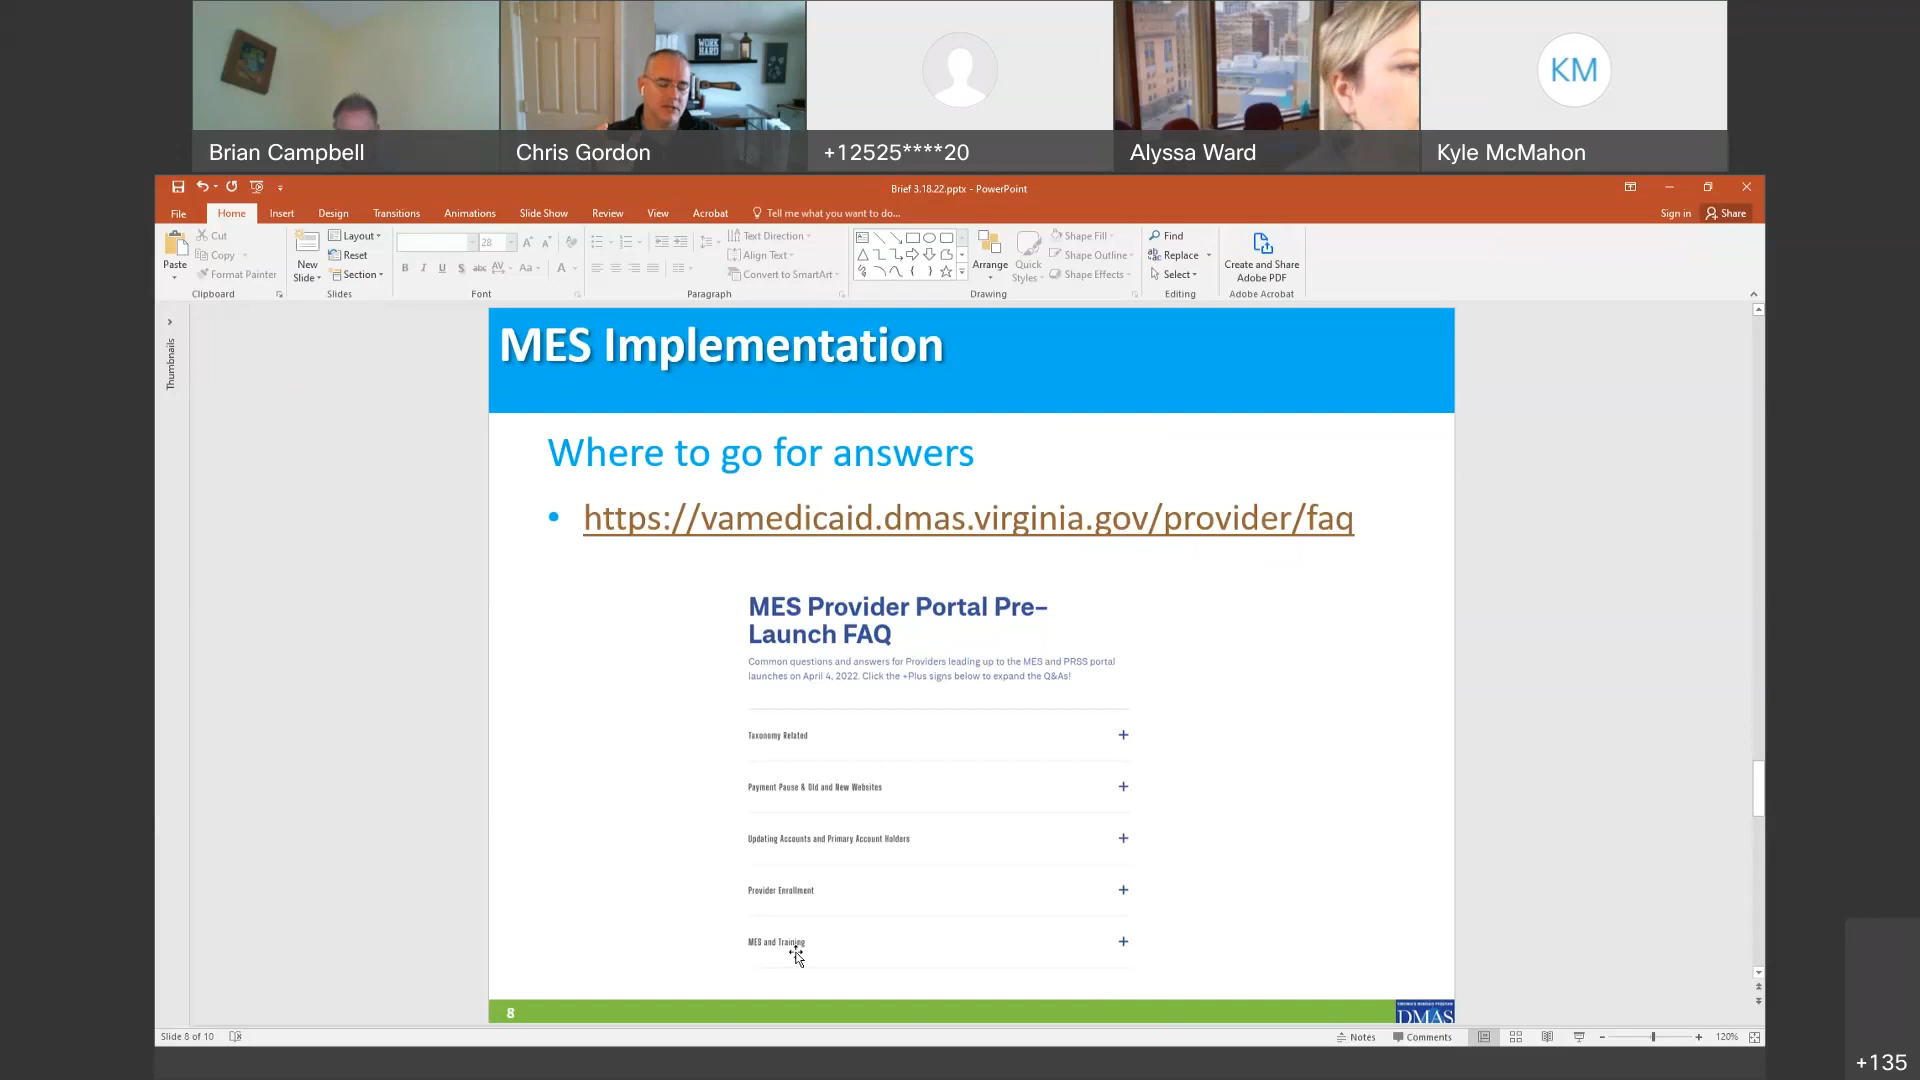 WORK
HARD
KM
Brian Campbell
Chris Gordon
+12525****20
Alyssa Ward
Kyle McMahon
Brief 3.18.22.pptx - PowerPoint
File
Home
Insert
Design
Transitions
Animations
Slide Show
Review
View
Acrobat
Tell me what you want to do...
Sign in
Share
Paste
Cut
Copy
Format Painter
Clipboard
New
Slide
Layout
Reset
Section
Slides
28
B I U S abc AV Aa A
Font
Text Direction
Align Text
Convert to SmartArt
Paragraph
Arrange
Quick
Styles
Shape Fill
Shape Outline
Shape Effects
Drawing
Find
Replace
Select
Editing
Create and Share
Adobe PDF
Adobe Acrobat
Thumbnails
MES Implementation
Where to go for answers
• https://vamedicaid.dmas.virginia.gov/provider/faq
MES Provider Portal Pre-
Launch FAQ
Common questions and answers for Providers leading up to the MES and PRSS portal
launches on April 4, 2022. Click the +Plus signs below to expand the Q&As!
Taxonomy Related +
Payment Pause & Old and New Websites +
Updating Accounts and Primary Account Holders +
Provider Enrollment +
MES and Training +
8
DMAS
Slide 8 of 10
Notes
Comments
120%
+135